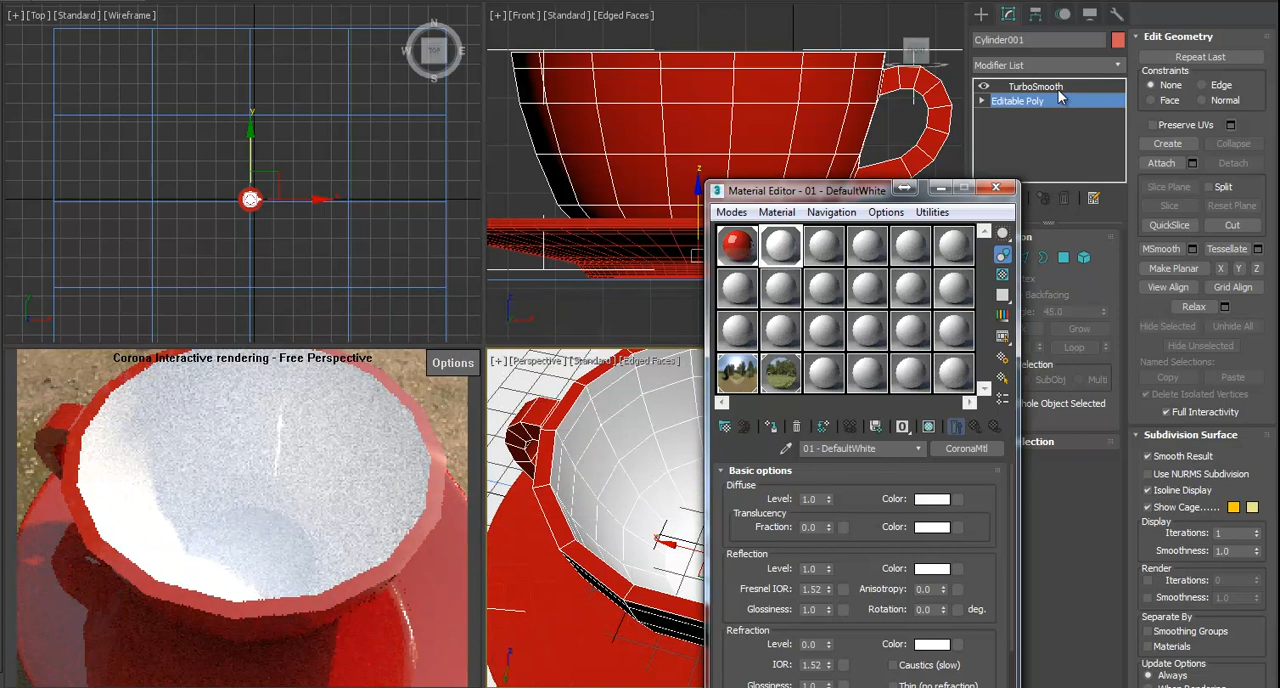 [+] [Top] [Standard] [Wireframe]
N
W
TOP
E
S
y
x
[+] [Front] [Standard] [Edged Faces]
z
Cylinder001
Modifier List
TurboSmooth
Editable Poly
Edit Geometry
Repeat Last
Constraints
None Edge
Face Normal
Preserve UVs
Create Collapse
Attach Detach
Slice Plane Split
Slice Reset Plane
QuickSlice Cut
MSmooth Tessellate
Make Planar X Y Z
View Align Grid Align
Relax
Hide Selected Unhide All
Hide Unselected
Named Selections:
Copy Paste
Delete Isolated Vertices
Full Interactivity
Subdivision Surface
Smooth Result
Use NURMS Subdivision
Isoline Display
Show Cage......
Display
Iterations: 1
Smoothness: 1.0
Render
Iterations: 0
Smoothness: 1.0
Separate By
Smoothing Groups
Materials
Update Options
Always
When Rendering
Backfacing
45.0
Grow
Loop
SubObj Multi
hole Object Selected
Corona Interactive rendering - Free Perspective
Options
[+] [Perspective] [Standard] [Edged Faces]
3 Material Editor - 01 - DefaultWhite
Modes Material Navigation Options Utilities
01 - DefaultWhite CoronaMtl
Basic options
Diffuse
Level: 1.0 Color:
Translucency
Fraction: 0.0 Color:
Reflection
Level: 1.0 Color:
Fresnel IOR: 1.52 Anisotropy: 0.0
Glossiness: 1.0 Rotation: 0.0 deg.
Refraction
Level: 0.0 Color:
IOR: 1.52 Caustics (slow)
Glossiness: 1.0 Thin (no refraction)